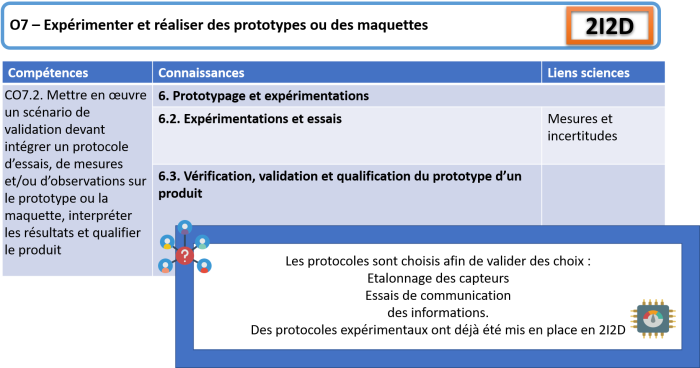 O7 – Expérimenter et réaliser des prototypes ou des maquettes
2I2D
Compétences
Connaissances
Liens sciences
CO7.2. Mettre en œuvre
un scénario de
validation devant
intégrer un protocole
d’essais, de mesures
et/ou d’observations sur
le prototype ou la
maquette, interpréter
les résultats et qualifier
le produit
6. Prototypage et expérimentations
6.2. Expérimentations et essais
Mesures et
incertitudes
6.3. Vérification, validation et qualification du prototype d’un
produit
?
Les protocoles sont choisis afin de valider des choix :
Etalonnage des capteurs
Essais de communication
des informations.
Des protocoles expérimentaux ont déjà été mis en place en 2I2D